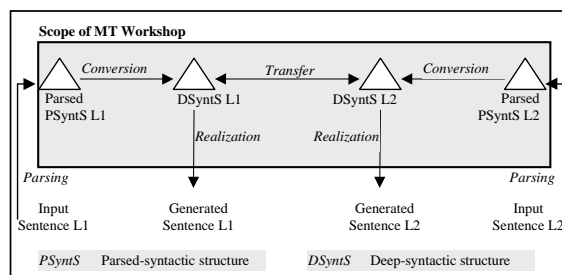 Scope of MT Workshop
Conversion Transfer Conversion
Parsed DSyntS L1 DSyntS L2 Parsed
PSyntS L1 PSyntS L2
Realization Realization
Parsing Parsing
Input Generated Generated Input
Sentence L1 Sentence L1 Sentence L2 Sentence L2
PSyntS Parsed-syntactic structure DSyntS Deep-syntactic structure